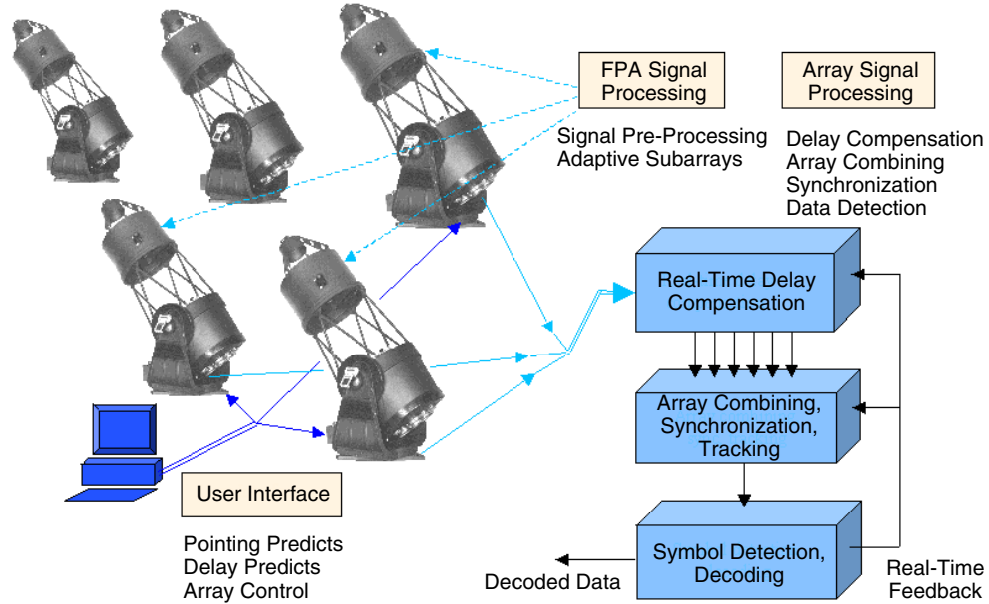 FPA Signal
Processing
Signal Pre-Processing
Adaptive Subarrays
Array Signal
Processing
Delay Compensation
Array Combining
Synchronization
Data Detection
Real-Time Delay
Compensation
Array Combining,
Synchronization,
Tracking
Symbol Detection,
Decoding
Real-Time
Feedback
Decoded Data
User Interface
Pointing Predicts
Delay Predicts
Array Control